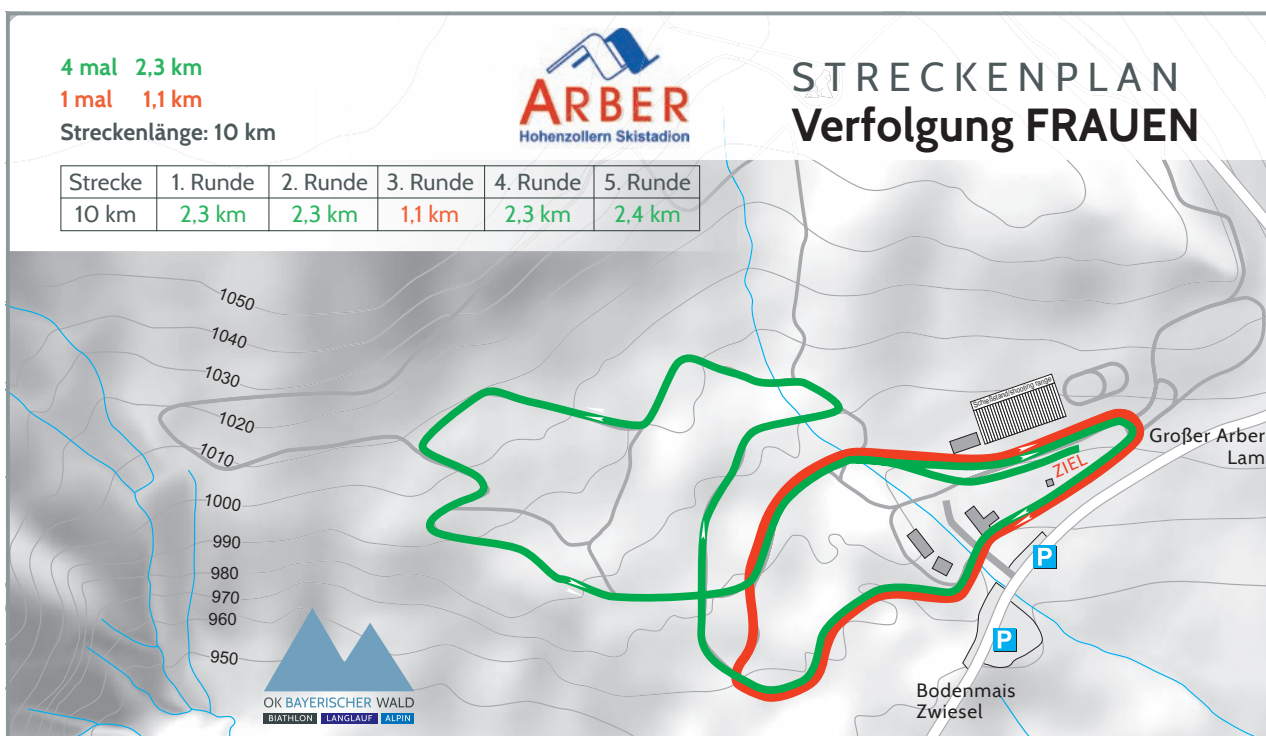 4 mal 2,3 km
1 mal 1,1 km
Streckenlänge: 10 km
ARBER
Hohenzollern Skistadion
STRECKENPLAN
Verfolgung FRAUEN
Strecke 1. Runde 2. Runde 3. Runde 4. Runde 5. Runde
10 km 2,3 km 2,3 km 1,1 km 2,3 km 2,4 km
1050
1040
1030
1020
1010
1000
990
980
970
960
950
Schießstand/shooting range
Großer Arber
Lam
ZIEL
P
P
Bodenmais
Zwiesel
OK BAYERISCHER WALD
BIATHLON LANGLAUF ALPIN